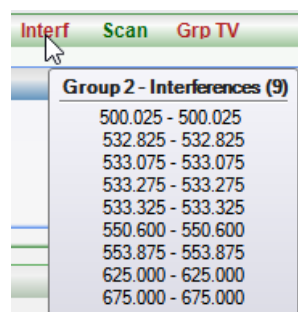 Interf Scan Grp TV
Group 2 - Interferences (9)
500.025 - 500.025
532.825 - 532.825
533.075 - 533.075
533.275 - 533.275
533.325 - 533.325
550.600 - 550.600
553.875 - 553.875
625.000 - 625.000
675.000 - 675.000